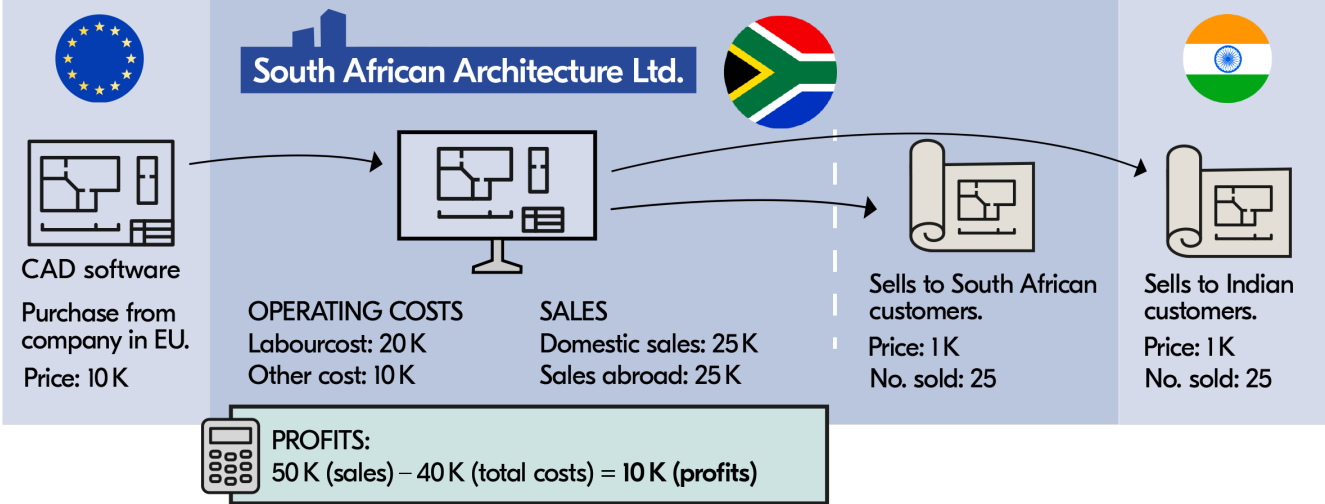 South African Architecture Ltd.
CAD software
Purchase from
company in EU.
Price: 10 K
OPERATING COSTS
Labourcost: 20 K
Other cost: 10 K
SALES
Domestic sales: 25 K
Sales abroad: 25 K
Sells to South African
customers.
Price: 1 K
No. sold: 25
Sells to Indian
customers.
Price: 1 K
No. sold: 25
PROFITS:
50 K (sales) – 40 K (total costs) = 10 K (profits)